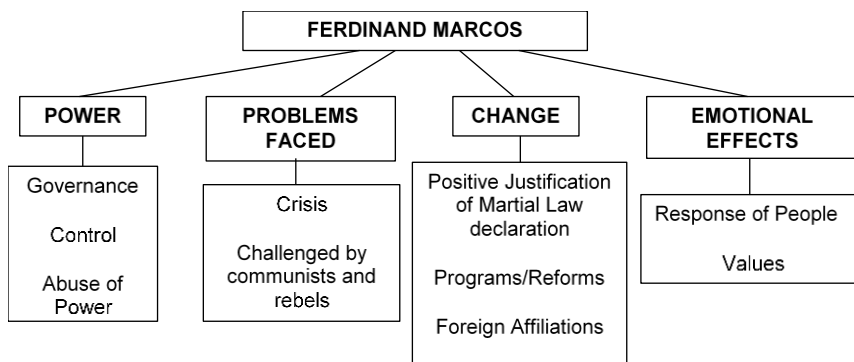 FERDINAND MARCOS
POWER
PROBLEMS
FACED
CHANGE
EMOTIONAL
EFFECTS
Governance
Control
Abuse of
Power
Crisis
Challenged by
communists and
rebels
Positive Justification
of Martial Law
declaration
Programs/Reforms
Foreign Affiliations
Response of People
Values